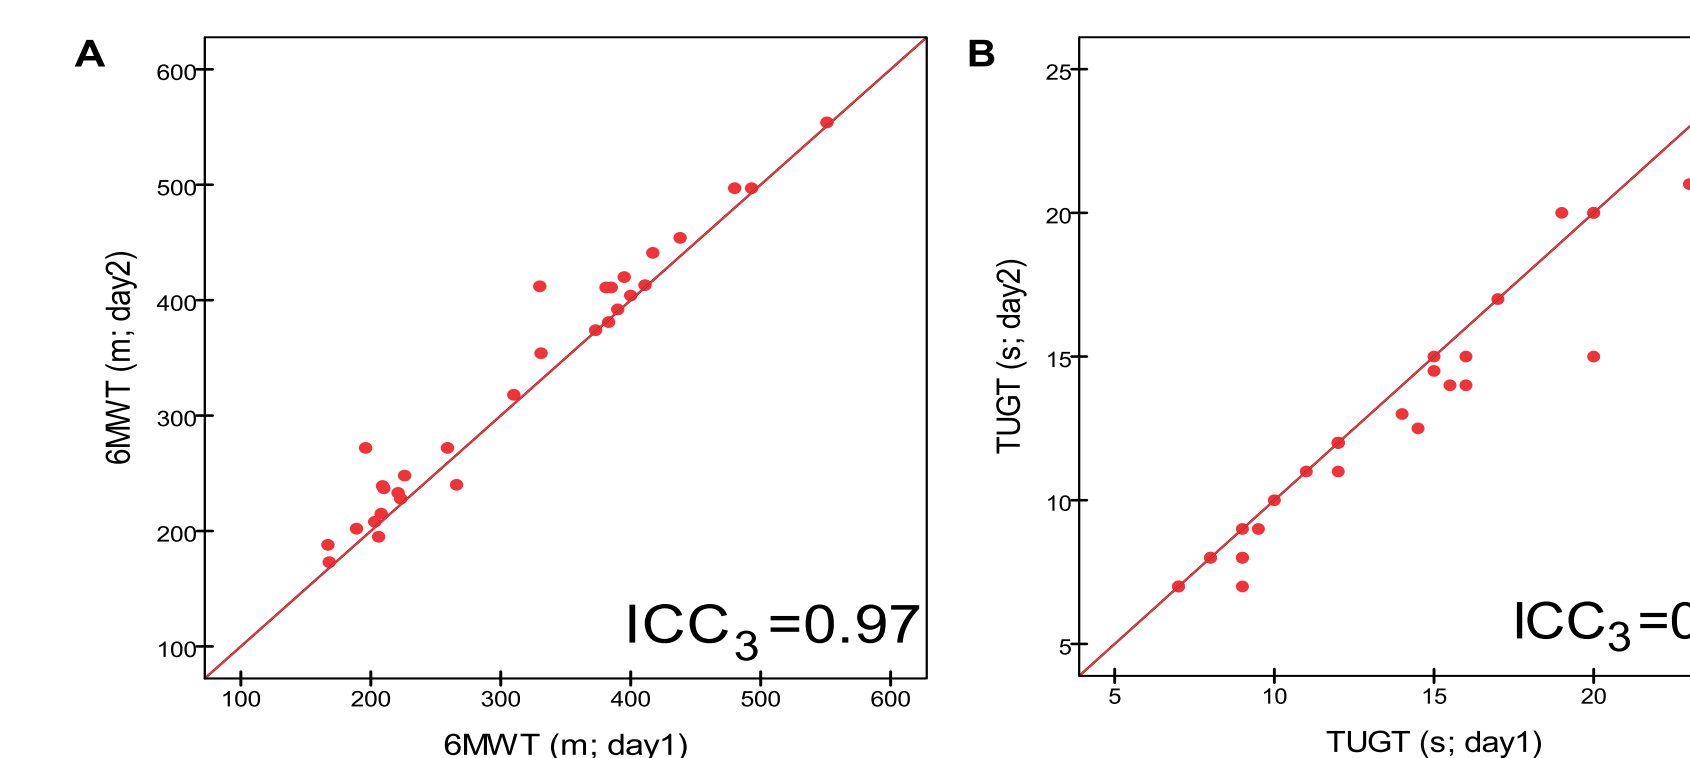 A
600
500
400
300
200
100
6MWT (m; day2)
ICC3=0.97
100 200 300 400 500 600
6MWT (m; day1)
B
25
20
15
10
5
TUGT (s; day2)
ICC3=0
5 10 15 20
TUGT (s; day1)